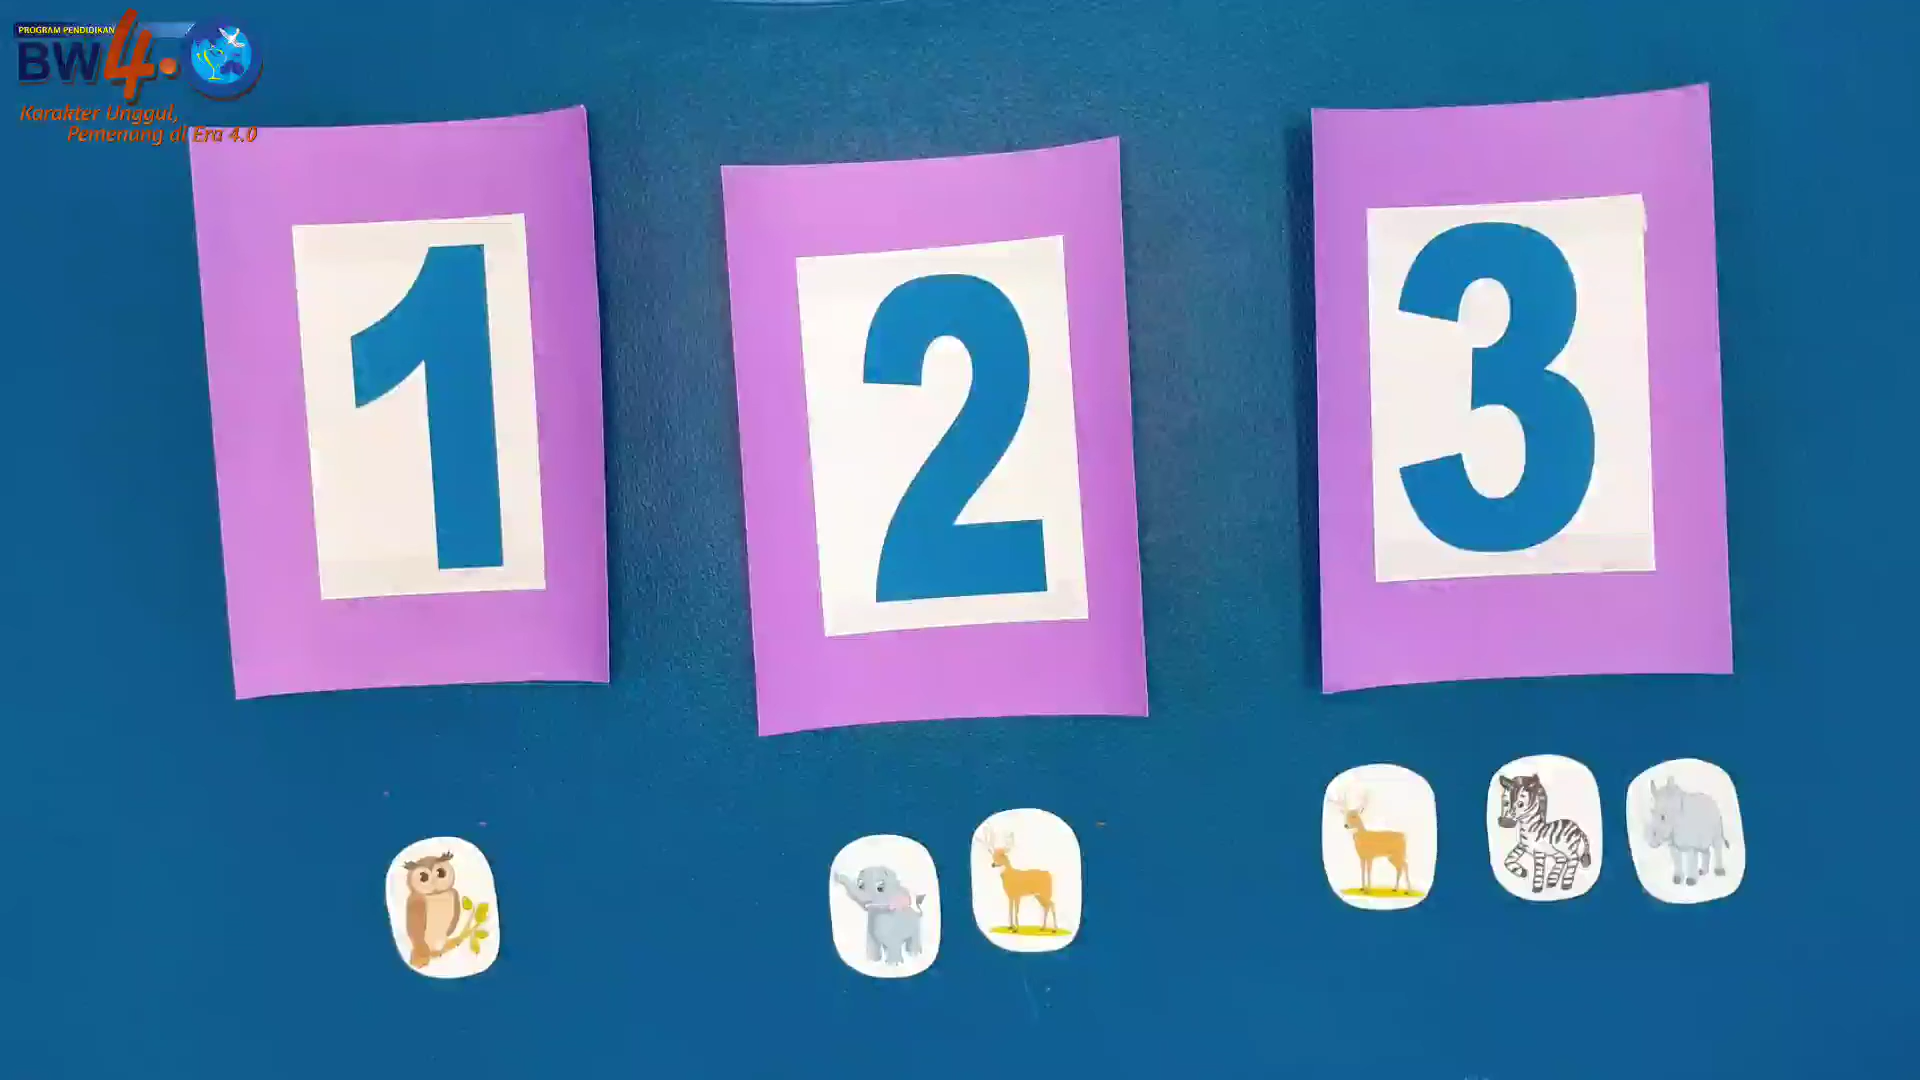 PROGRAM PENDIDIKAN
BW4.0
Karakter Unggul,
Pemenang di Era 4.0
1
2
3